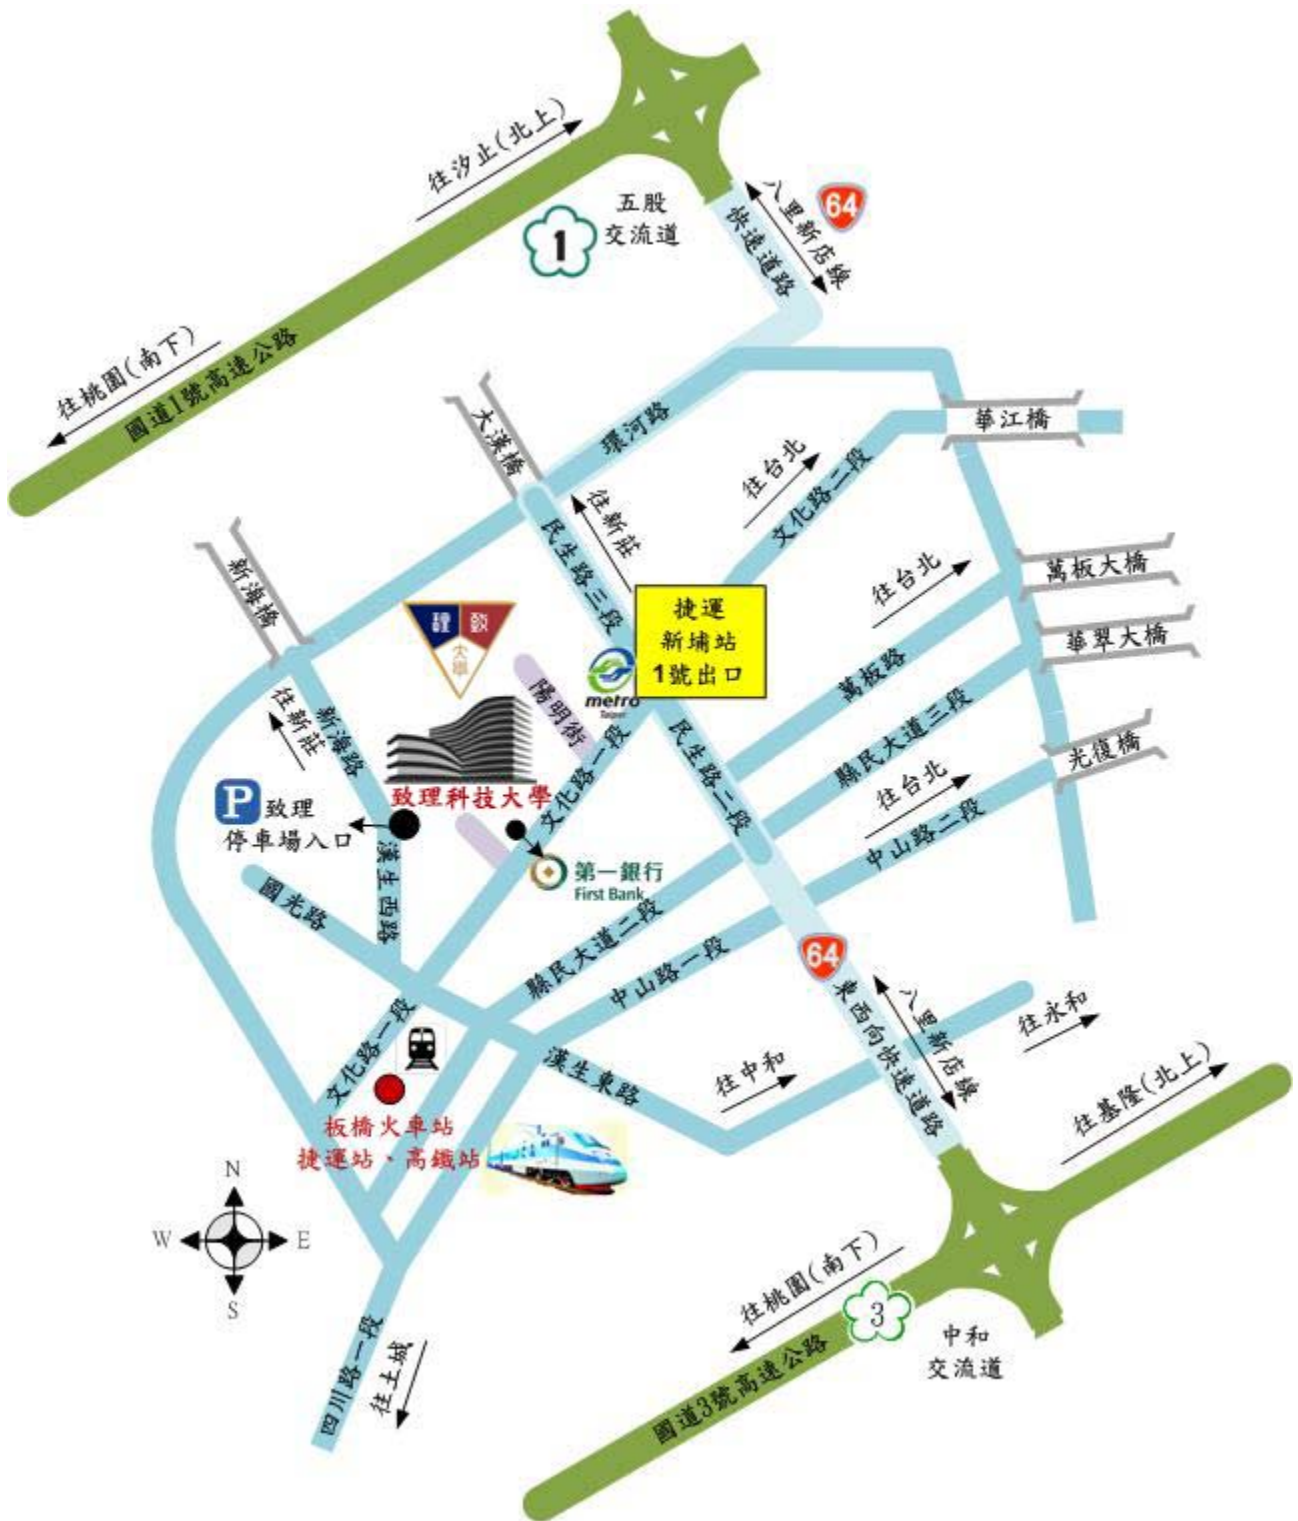 往汐止(北上)
五股
交流道
1
64
八里新店線
快速道路
往桃園(南下)
國道1號高速公路
大漢橋
環河路
往台北
文化路二段
華江橋
往新莊
民生路三段
新海橋
往台北
萬板大橋
華翠大橋
捷運
新埔站
1號出口
理致
大學
metro
Taipei
陽明街
萬板路
縣民大道三段
光復橋
往新莊
新海路
文化路一段
民生路二段
往台北
中山路二段
P 致理
停車場入口
致理科技大學
漢生西路
第一銀行
First Bank
國光路
縣民大道二段
中山路一段
64
東西向快速道路
八里新店線
往永和
文化路一段
漢生東路
往中和
往基隆(北上)
板橋火車站
捷運站、高鐵站
N
W
E
S
往桃園(南下)
3
中和
交流道
國道3號高速公路
四川路一段
往土城